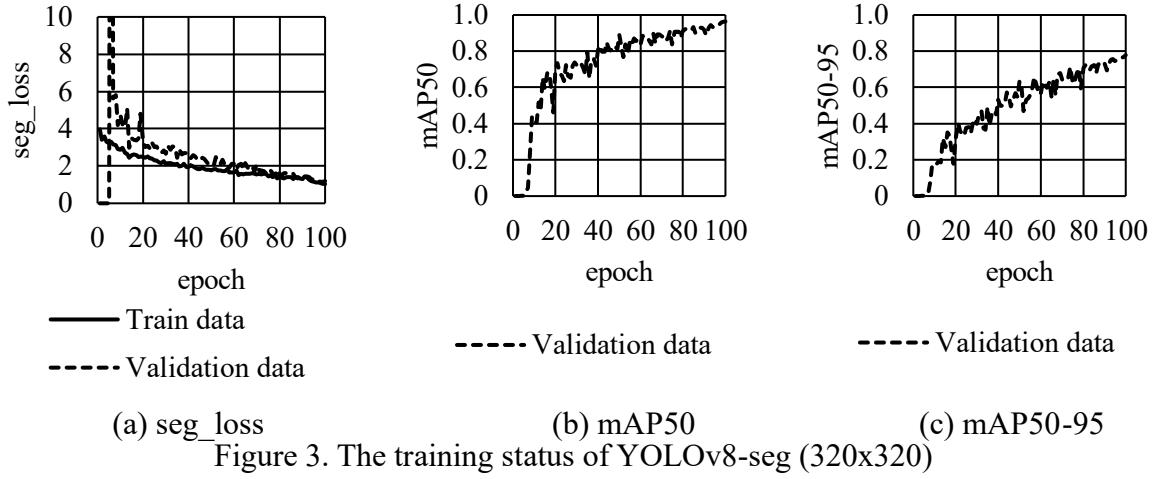 seg_loss
10
8
6
4
2
0
0 20 40 60 80 100
epoch
Train data
Validation data
(a) seg_loss
mAP50
1.0
0.8
0.6
0.4
0.2
0
0 20 40 60 80 100
epoch
Validation data
(b) mAP50
mAP50-95
1.0
0.8
0.6
0.4
0.2
0
0 20 40 60 80 100
epoch
Validation data
(c) mAP50-95
Figure 3. The training status of YOLOv8-seg (320x320)